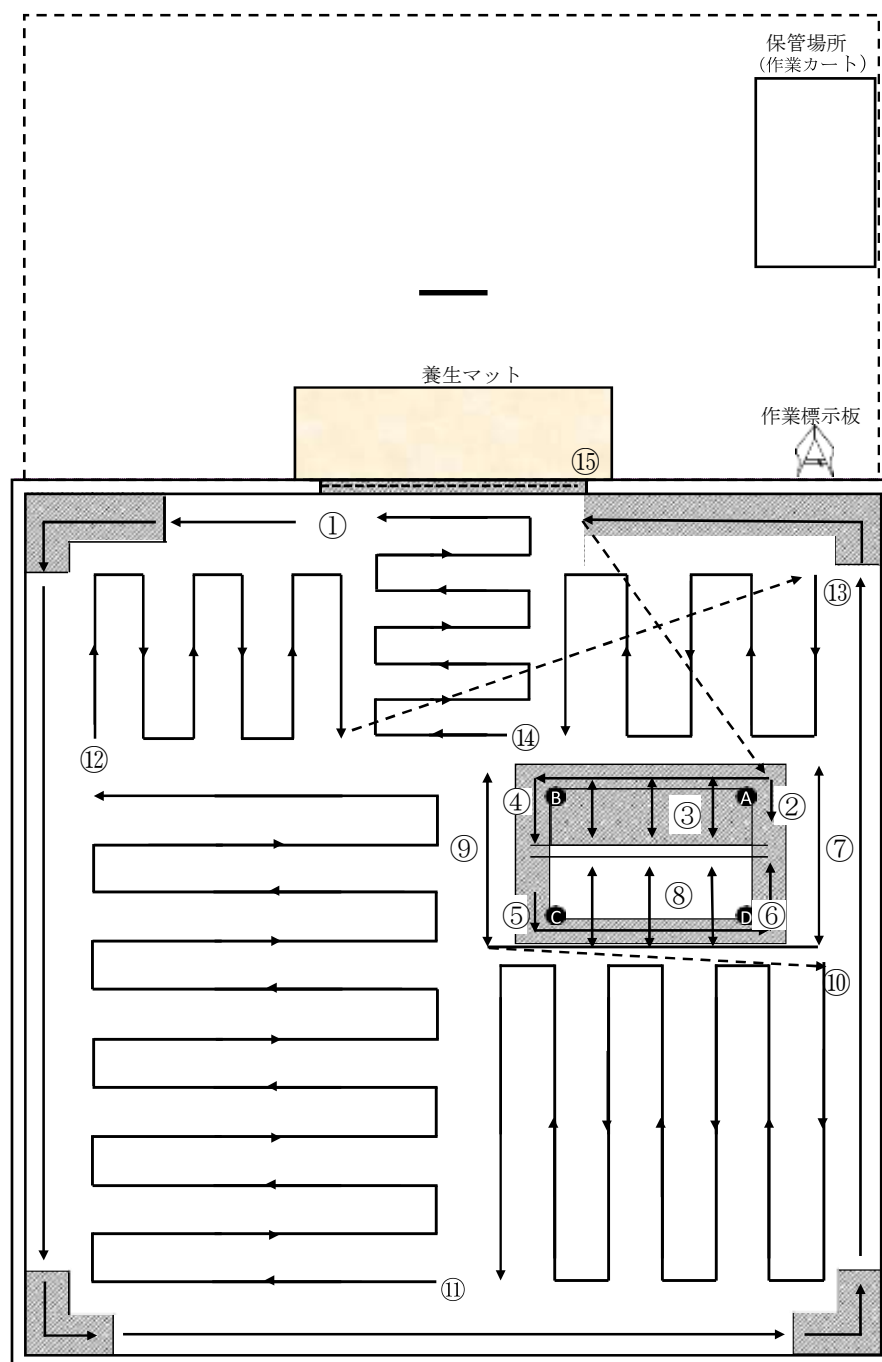 保管場所
（作業カート）
養生マット
作業標示板
⑮
①
⑬
⑭
⑫
④
B
A
②
③
⑨
⑦
⑧
⑤
C
D
⑥
⑩
⑪